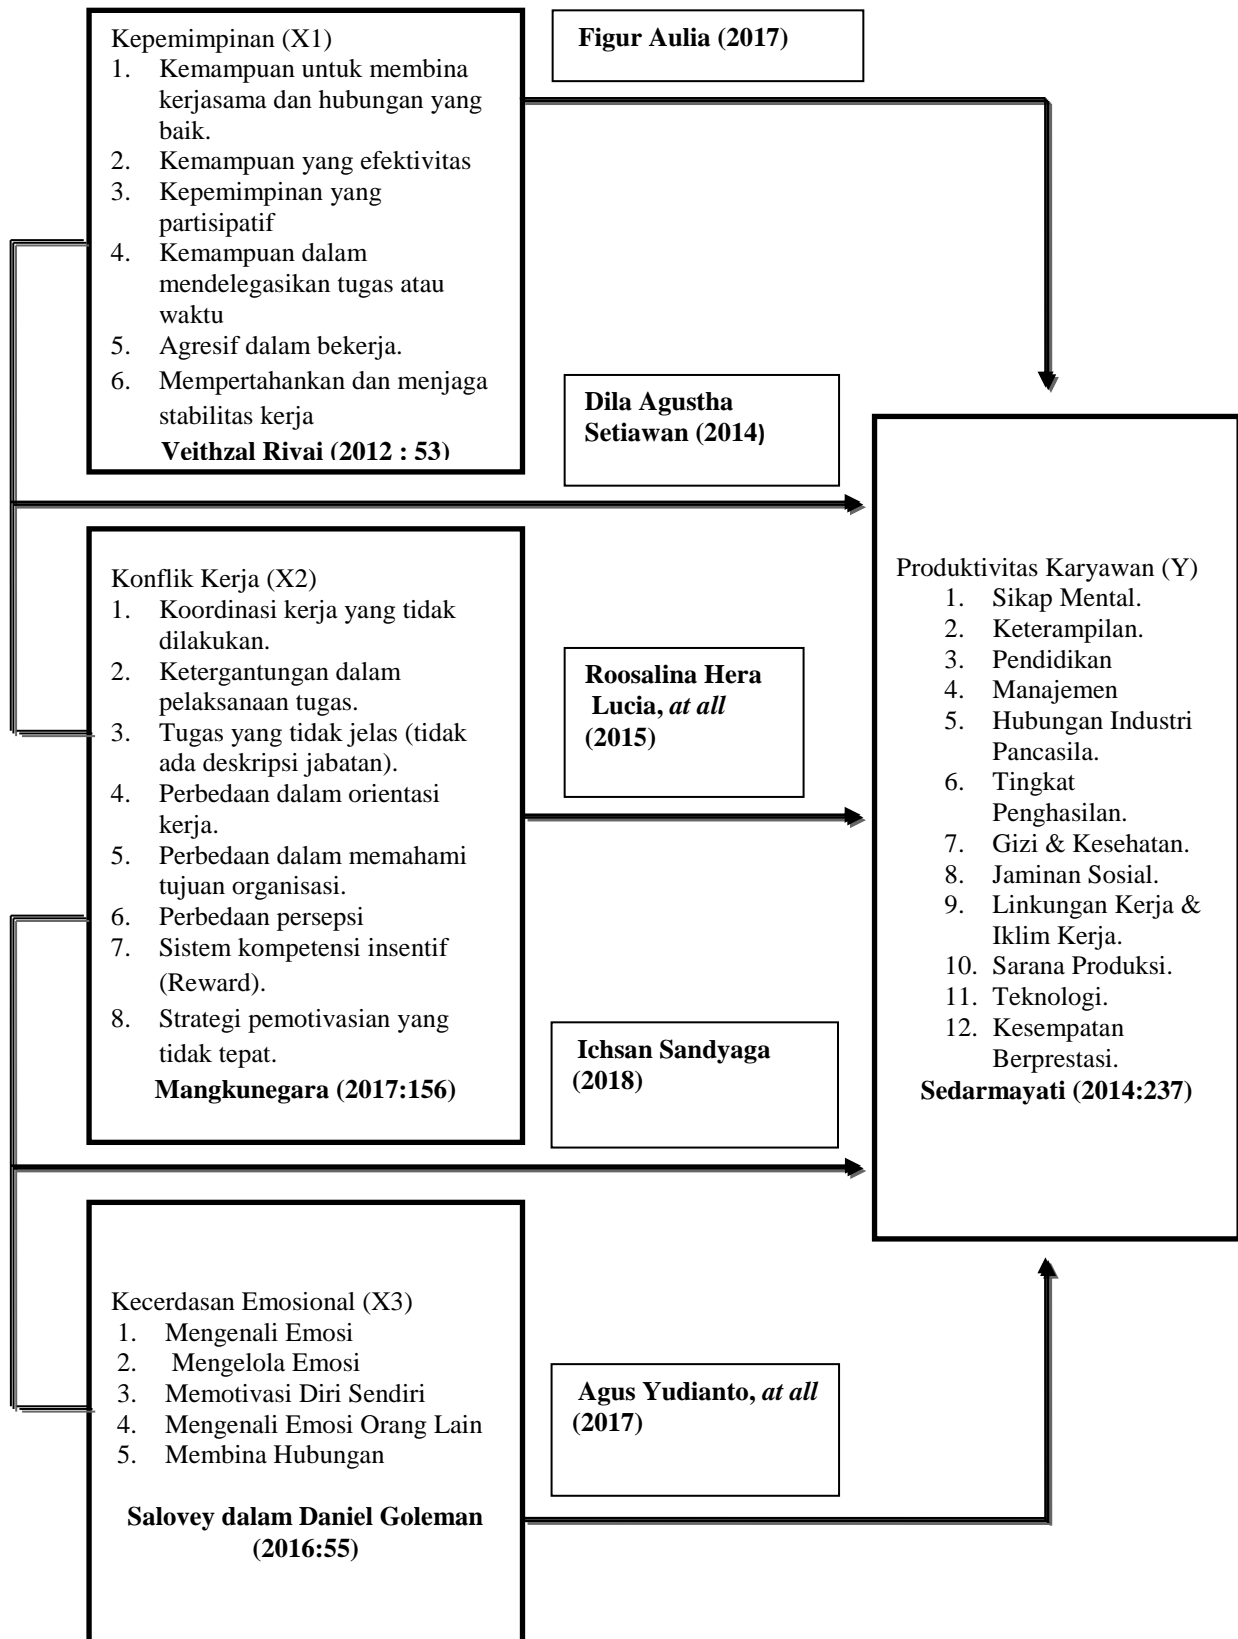 Kepemimpinan (X1)
1. Kemampuan untuk membina
kerjasama dan hubungan yang
baik.
2. Kemampuan yang efektivitas
3. Kepemimpinan yang
partisipatif
4. Kemampuan dalam
mendelegasikan tugas atau
waktu
5. Agresif dalam bekerja.
6. Mempertahankan dan menjaga
stabilitas kerja
Veithzal Rivai (2012 : 53)
Figur Aulia (2017)
Dila Agustha
Setiawan (2014)
Konflik Kerja (X2)
1. Koordinasi kerja yang tidak
dilakukan.
2. Ketergantungan dalam
pelaksanaan tugas.
3. Tugas yang tidak jelas (tidak
ada deskripsi jabatan).
4. Perbedaan dalam orientasi
kerja.
5. Perbedaan dalam memahami
tujuan organisasi.
6. Perbedaan persepsi
7. Sistem kompetensi insentif
(Reward).
8. Strategi pemotivasian yang
tidak tepat.
Mangkunegara (2017:156)
Roosalina Hera
Lucia, at all
(2015)
Ichsan Sandyaga
(2018)
Produktivitas Karyawan (Y)
1. Sikap Mental.
2. Keterampilan.
3. Pendidikan
4. Manajemen
5. Hubungan Industri
Pancasila.
6. Tingkat
Penghasilan.
7. Gizi & Kesehatan.
8. Jaminan Sosial.
9. Linkungan Kerja &
Iklim Kerja.
10. Sarana Produksi.
11. Teknologi.
12. Kesempatan
Berprestasi.
Sedarmayati (2014:237)
Kecerdasan Emosional (X3)
1. Mengenali Emosi
2. Mengelola Emosi
3. Memotivasi Diri Sendiri
4. Mengenali Emosi Orang Lain
5. Membina Hubungan
Salovey dalam Daniel Goleman
(2016:55)
Agus Yudianto, at all
(2017)